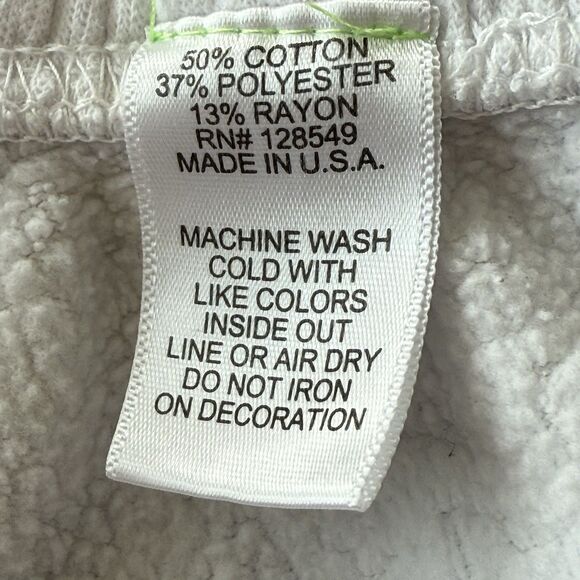 50% COTTON
37% POLYESTER
13% RAYON
RN# 128549
MADE IN U.S.A.
MACHINE WASH
COLD WITH
LIKE COLORS
INSIDE OUT
LINE OR AIR DRY
DO NOT IRON
ON DECORATION